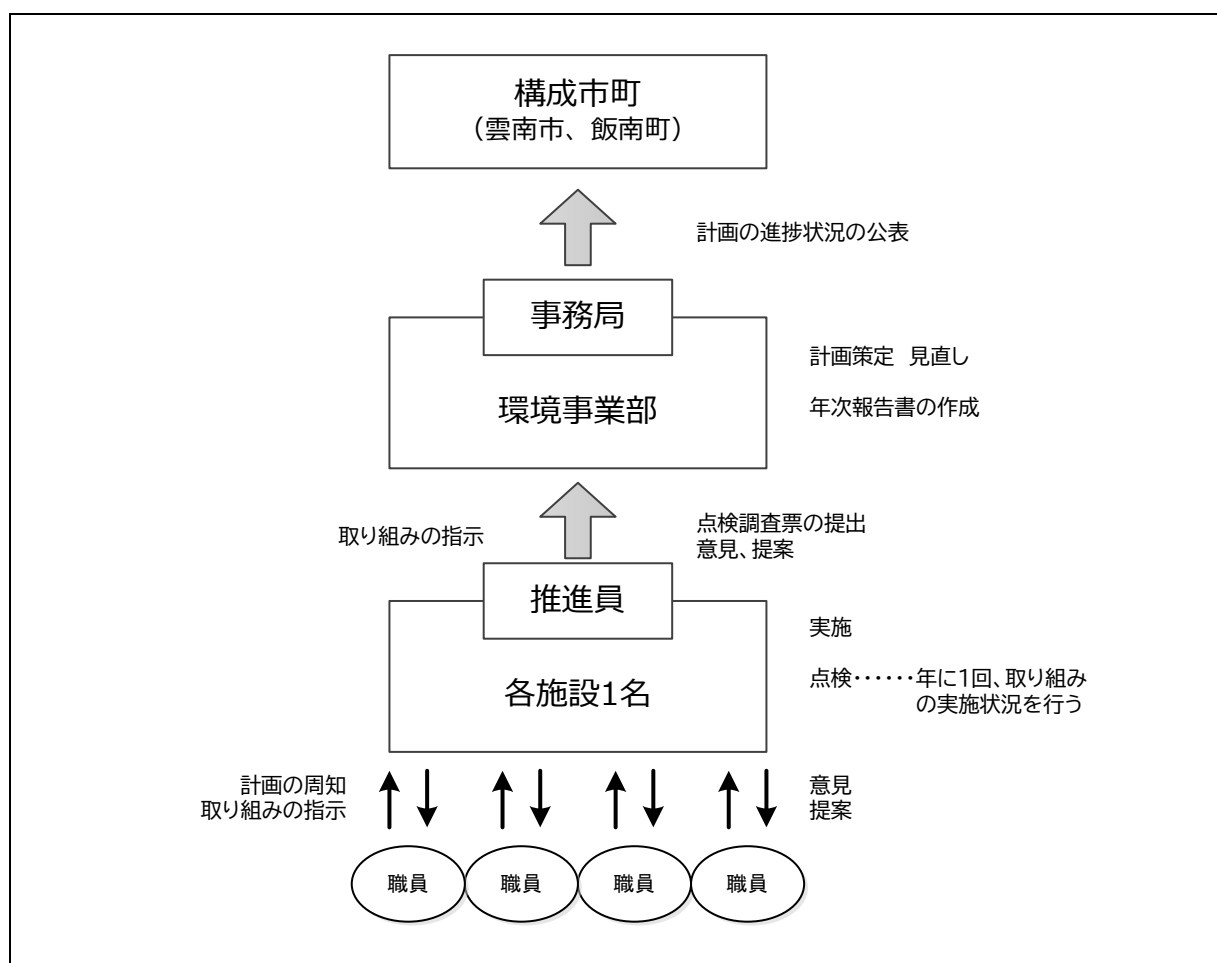 構成市町
（雲南市、飯南町）
計画の進捗状況の公表
事務局
環境事業部
計画策定　見直し
年次報告書の作成
取り組みの指示
点検調査票の提出
意見、提案
推進員
各施設1名
実施
点検・・・・・・年に1回、取り組み
の実施状況を行う
計画の周知
取り組みの指示
意見
提案
職員
職員
職員
職員